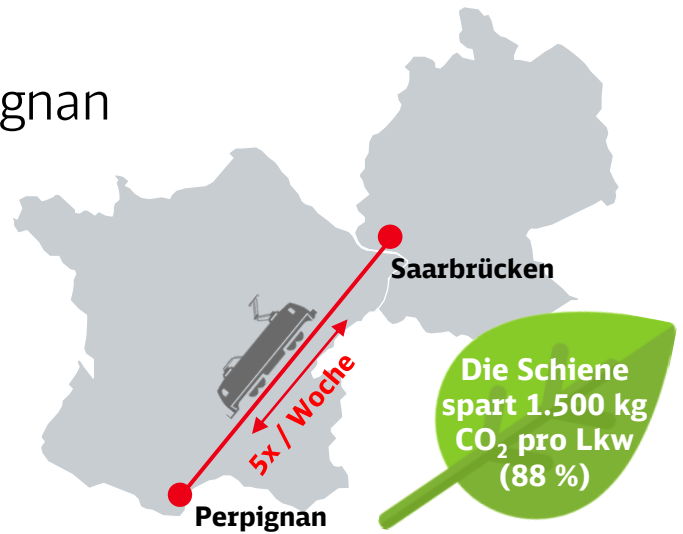 gnan
Saarbrücken
5x / Woche
Die Schiene
spart 1.500 kg
CO₂ pro Lkw
(88 %)
Perpignan